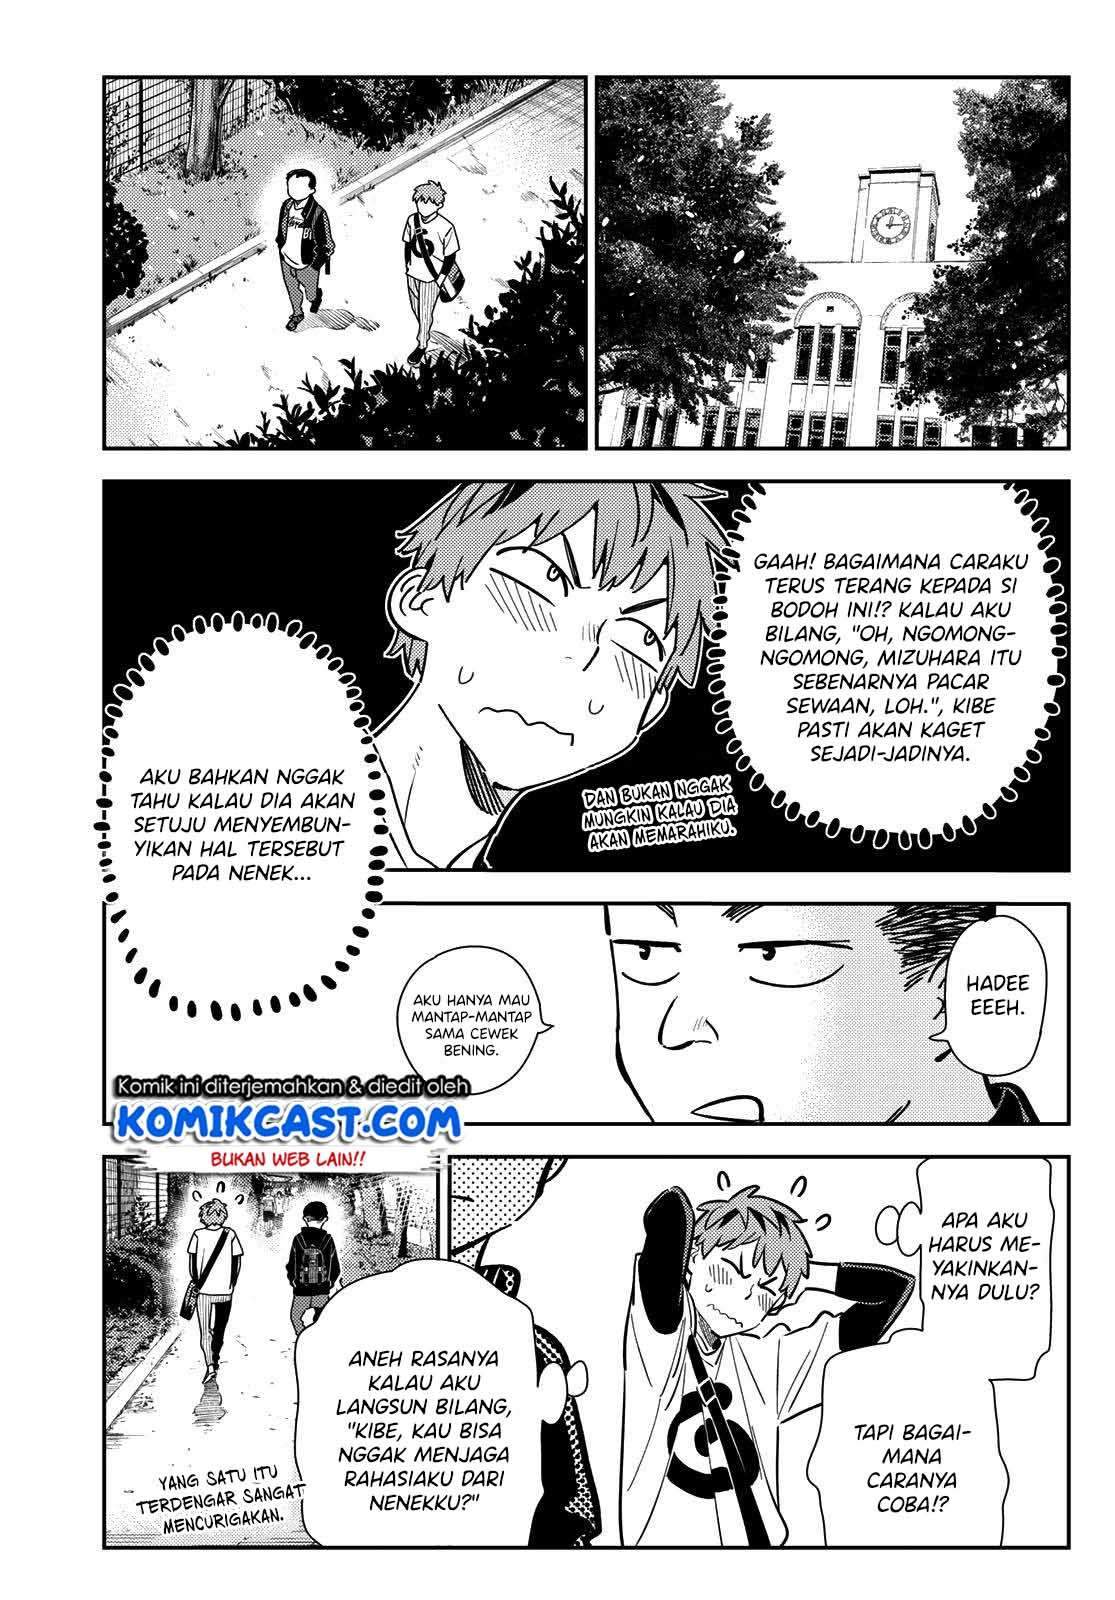 GAAH! BAGAIMANA CARAKU
TERUS TERANG KEPADA SI
BODOH INI!? KALAU AKU
BILANG, "OH, NGOMONG-
NGOMONG, MIZUHARA ITU
SEBENARNYA PACAR
SEWAAN, LOH.", KIBE
PASTI AKAN KAGET
SEJADI-JADINYA.
DAN BUKAN NGGAK
MUNGKIN KALAU DIA
AKAN MEMARAHIKU.
AKU BAHKAN NGGAK
TAHU KALAU DIA AKAN
SETUJU MENYEMBUN-
YIKAN HAL TERSEBUT
PADA NENEK...
HADEE
EEEH.
AKU HANYA MAU
MANTAP-MANTAP
SAMA CEWEK
BENING.
Komik ini diterjemahkan & diedit oleh
KOMIKCAST.COM
BUKAN WEB LAIN!!
APA AKU
HARUS ME-
YAKINKAN-
NYA DULU?
TAPI BAGAI-
MANA
CARANYA
COBA!?
ANEH RASANYA
KALAU AKU
LANGSUN BILANG,
"KIBE, KAU BISA
NGGAK MENJAGA
RAHASIAKU DARI
NENEKKU?"
YANG SATU ITU
TERDENGAR SANGAT
MENCURIGAKAN.